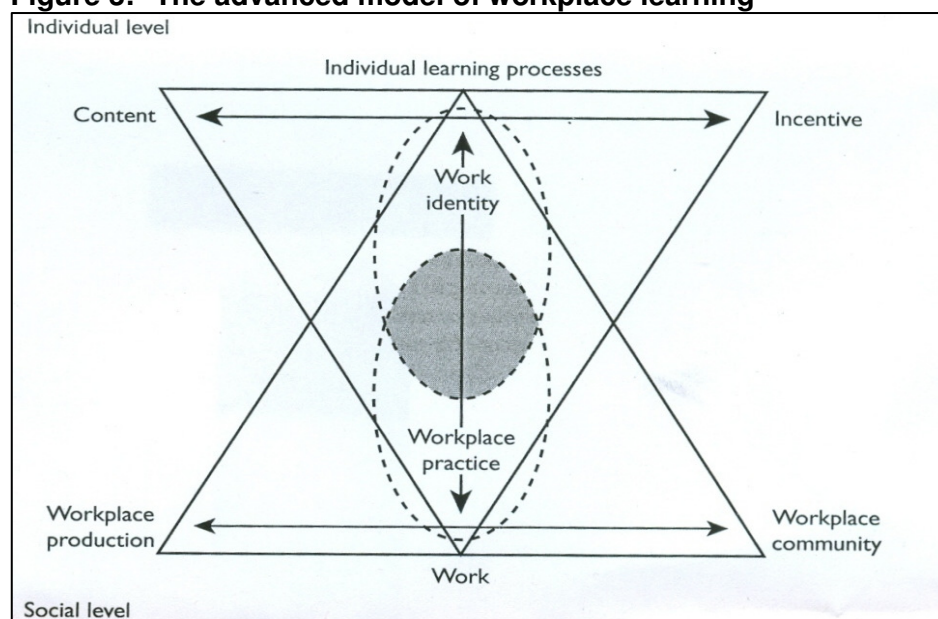 Figure 3: The advanced model of workplace learning
Individual level
Individual learning processes
Content
Incentive
Work
identity
Workplace
practice
Workplace
production
Workplace
community
Work
Social level